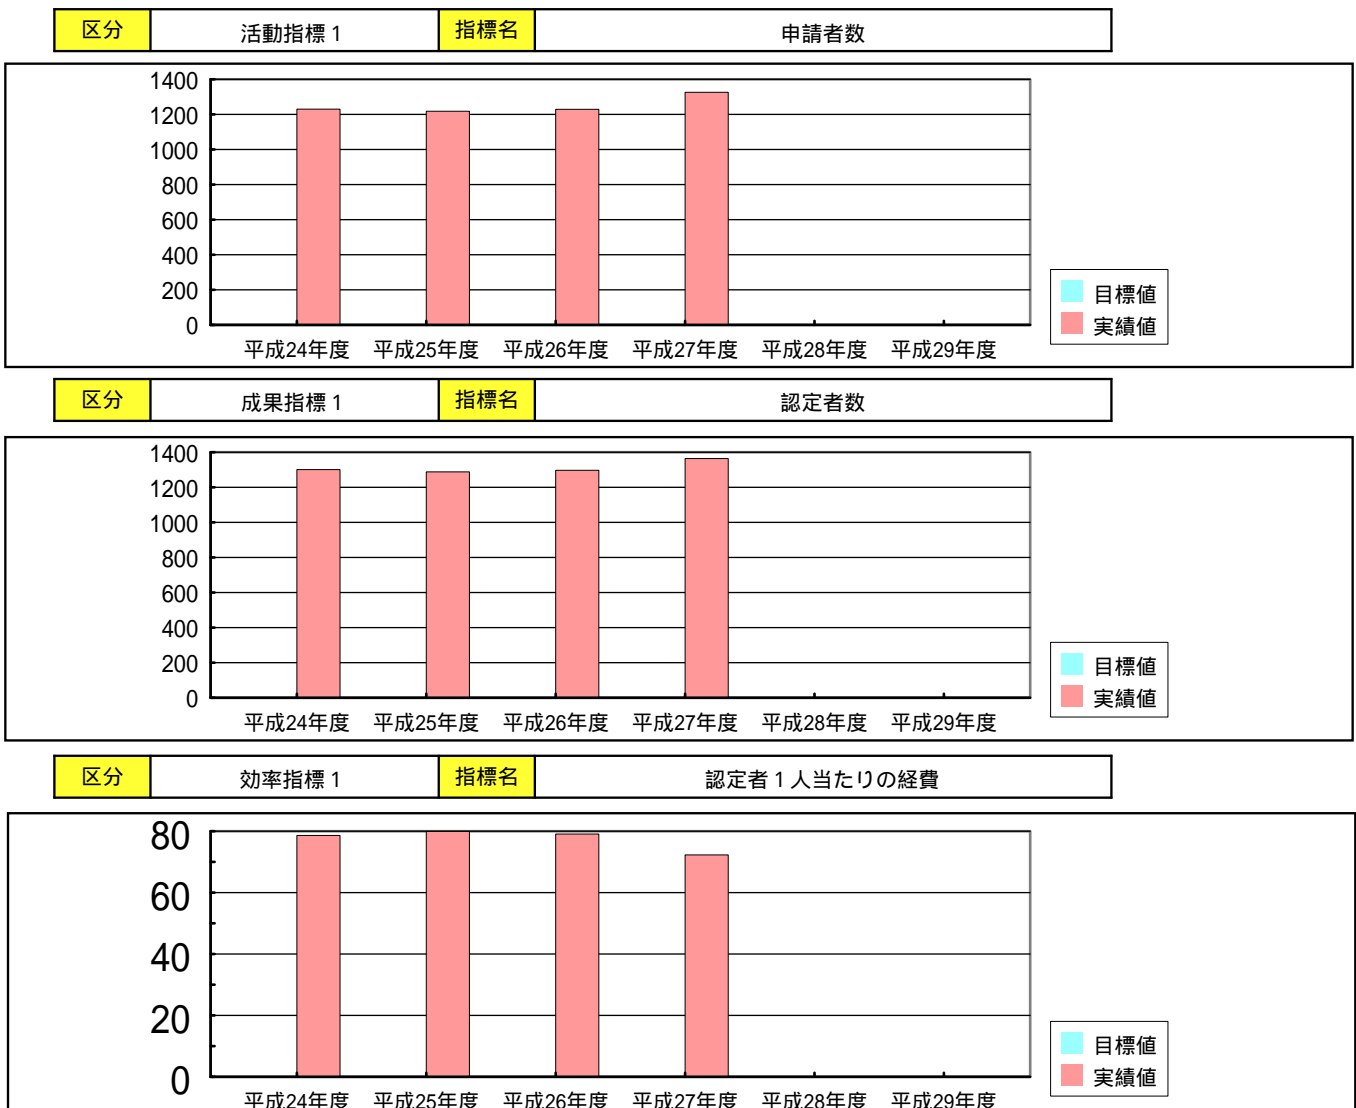 区分 活動指標1 指標名 申請者数
1400
1200
1000
800
600
400
200
0
平成24年度 平成25年度 平成26年度 平成27年度 平成28年度 平成29年度
目標値
実績値
区分 成果指標1 指標名 認定者数
1400
1200
1000
800
600
400
200
0
平成24年度 平成25年度 平成26年度 平成27年度 平成28年度 平成29年度
目標値
実績値
区分 効率指標1 指標名 認定者1人当たりの経費
80
60
40
20
0
平成24年度 平成25年度 平成26年度 平成27年度 平成28年度 平成29年度
目標値
実績値